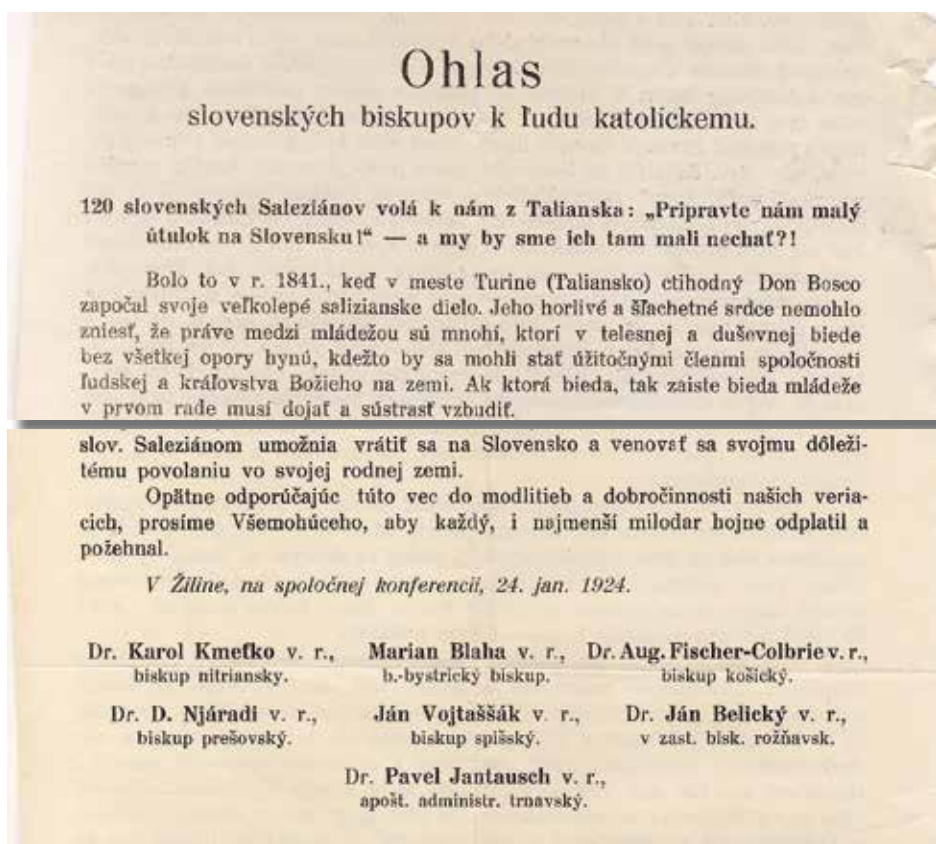 Ohlas
slovenských biskupov k ľudu katolíckemu.
120 slovenských Saleziánov volá k nám z Talianska: „Pripravte nám malý
útulok na Slovensku!“ — a my by sme ich tam mali nechať?!
Bolo to v r. 1841., keď v meste Turine (Taliansko) ctihodný Don Bosco
započal svoje veľkolepé salizianske dielo. Jeho horlivé a šľachetné srdce nemohlo
zniesť, že práve medzi mládežou sú mnohí, ktorí v telesnej a duševnej biede
bez všetkej opory hynú, kdežto by sa mohli stať úžitočnými členmi spoločnosti
ľudskej a kráľovstva Božieho na zemi. Ak ktorá bieda, tak zaiste bieda mládeže
v prvom rade musí dojať a sústrasť vzbudiť.
slov. Saleziánom umožnia vrátiť sa na Slovensko a venovať sa svojmu dôleži-
tému povolaniu vo svojej rodnej zemi.
Opätne odporúčajúc túto vec do modlitieb a dobročinnosti našich veria-
cich, prosíme Všemohúceho, aby každý, i najmenší milodar hojne odplatil a
požehnal.
V Žiline, na spoločnej konferencii, 24. jan. 1924.
Dr. Karol Kmeťko v. r., Marian Blaha v. r., Dr. Aug. Fischer-Colbrie v. r.,
biskup nitriansky. b.-bystrický biskup. biskup košický.
Dr. D. Njáradi v. r., Ján Vojtaššák v. r., Dr. Ján Belický v. r.,
biskup prešovský. biskup spišský. v zast. bisk. rožňavsk.
Dr. Pavel Jantausch v. r.,
apošt. administr. trnavský.